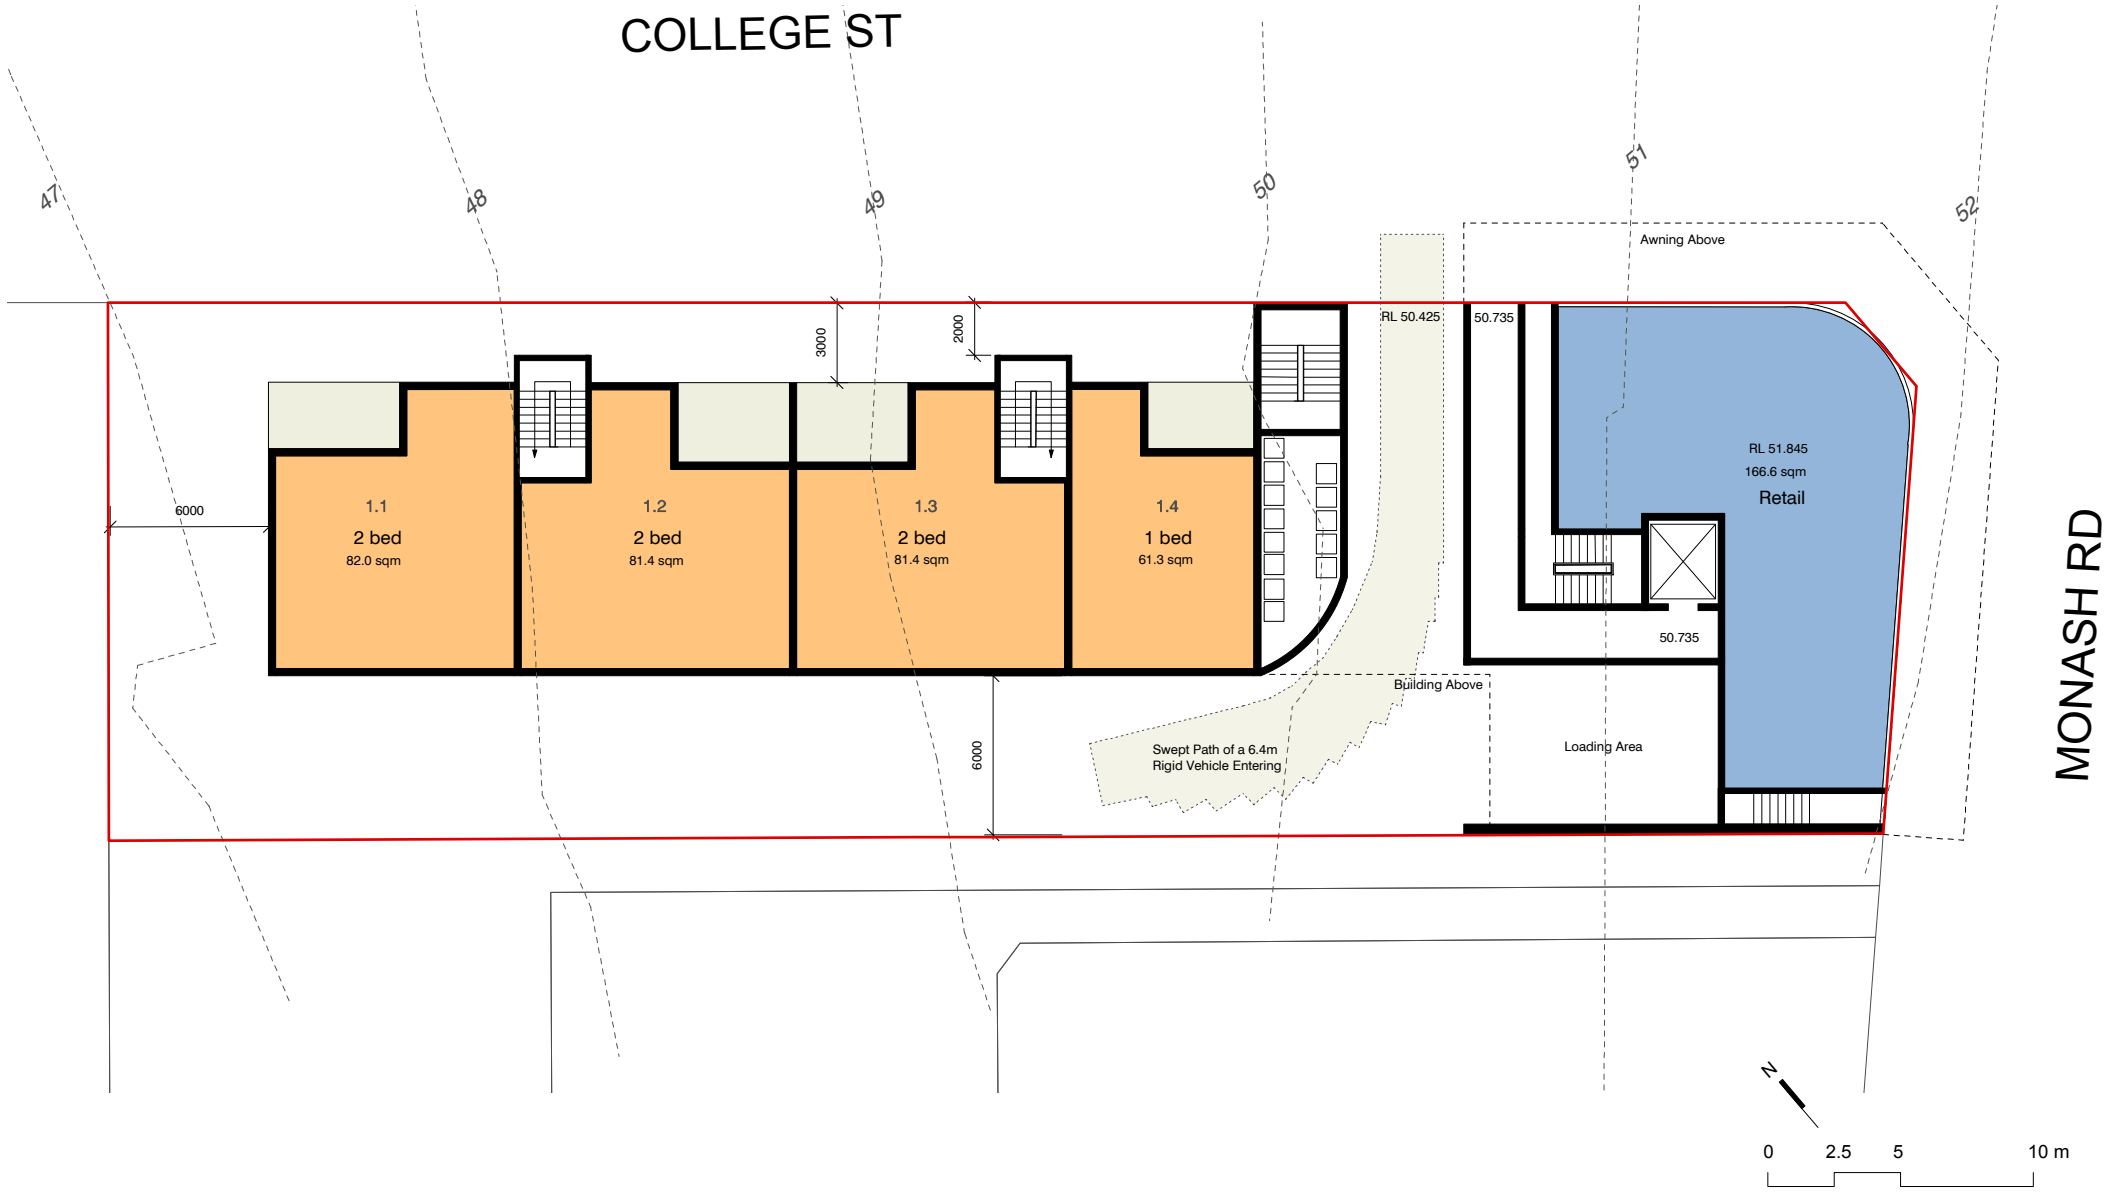 COLLEGE ST
47
48
49
50
51
52
Awning Above
3000
2000
RL 50.425
50.735
RL 51.845
166.6 sqm
Retail
6000
1.1
2 bed
82.0 sqm
1.2
2 bed
81.4 sqm
1.3
2 bed
81.4 sqm
1.4
1 bed
61.3 sqm
50.735
MONASH RD
Building Above
6000
Swept Path of a 6.4m
Rigid Vehicle Entering
Loading Area
N
0 2.5 5 10 m